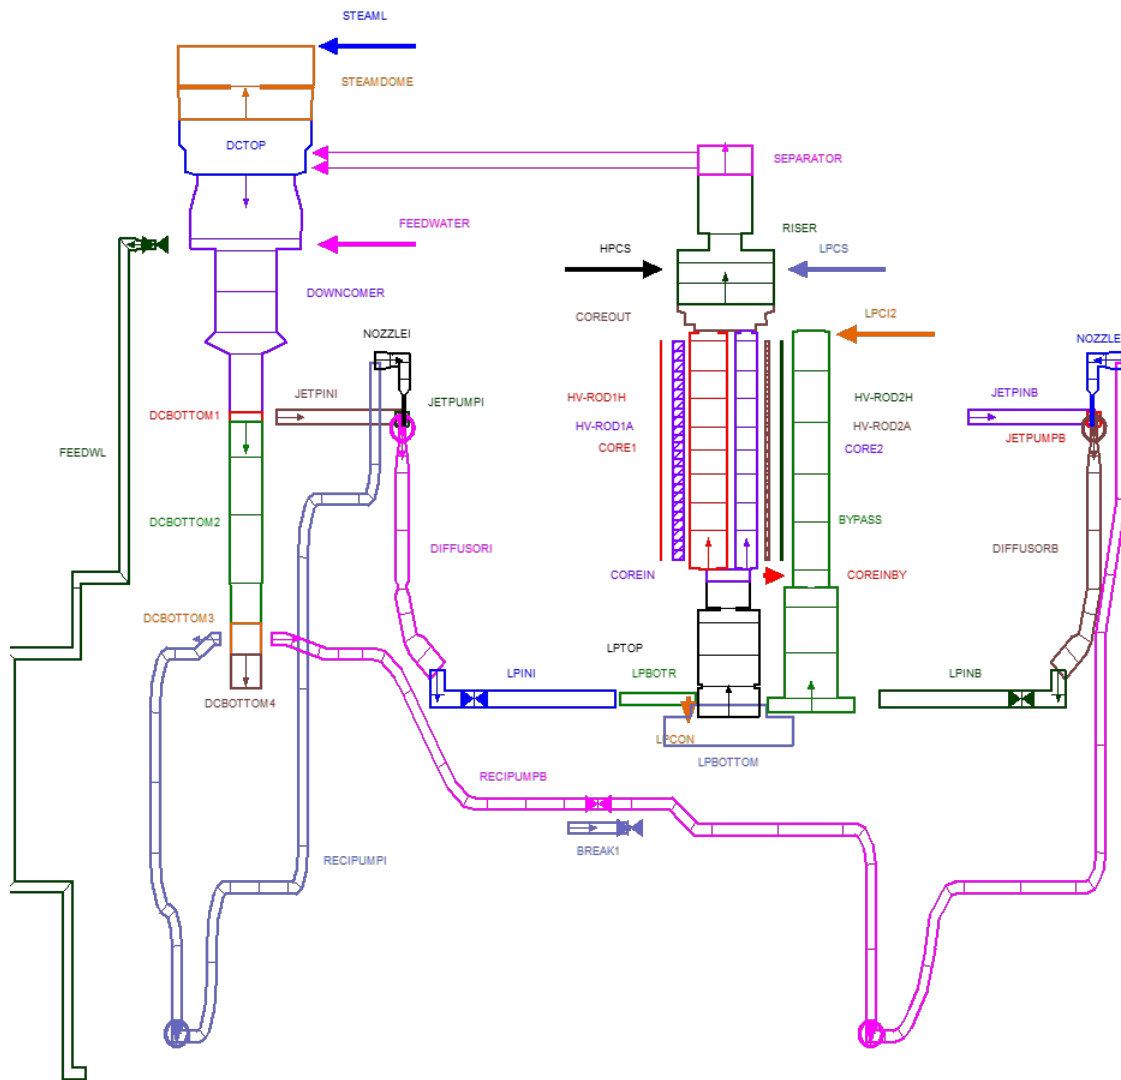 STEAML
STEAMDOME
DCTOP
SEPARATOR
FEEDWATER
RISER
HPCS
LPCS
DOWNCOMER
COREOUT
LPCI2
NOZZLEI
NOZZLE
JETPINI
JETPUMPI
HV-ROD1H
HV-ROD2H
JETPINB
DCBOTTOM1
HV-ROD1A
HV-ROD2A
JETPUMPB
FEEDWL
CORE1
CORE2
DCBOTTOM2
BYPASS
DIFFUSORI
DIFFUSORB
COREIN
COREINBY
DCBOTTOM3
LPTOP
LPINI
LPBOTR
LPINB
DCBOTTOM4
LPCON
LPBOTTOM
RECIPUMPB
BREAK1
RECIPUMPI